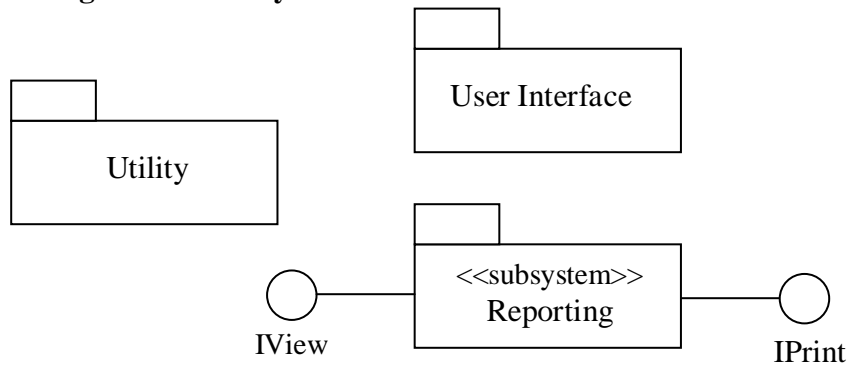 User Interface
Utility
<<subsystem>>
Reporting
IView
IPrint